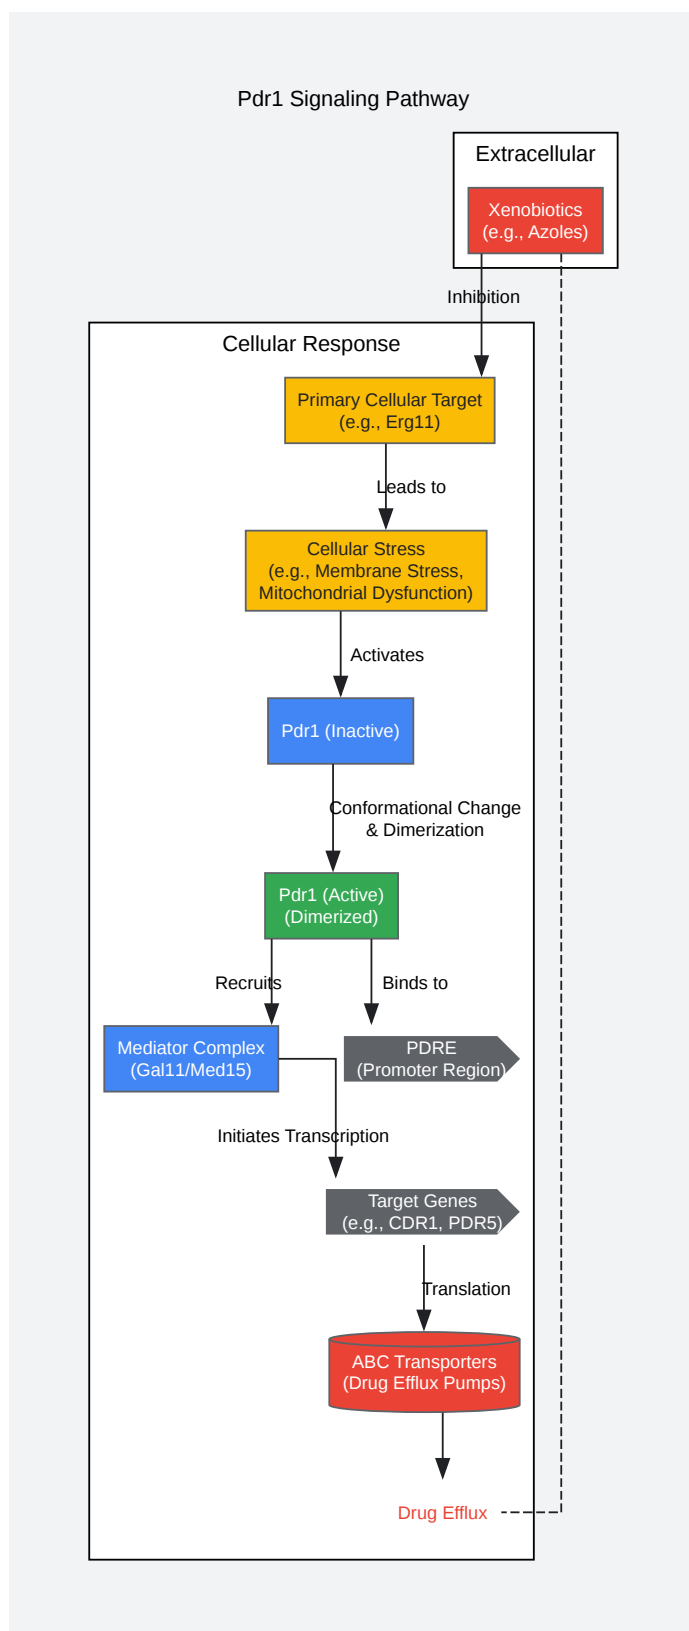 Pdr1 Signaling Pathway
Extracellular
Xenobiotics
(e.g., Azoles)
Inhibition
Cellular Response
Primary Cellular Target
(e.g., Erg11)
Leads to
Cellular Stress
(e.g., Membrane Stress,
Mitochondrial Dysfunction)
Activates
Pdr1 (Inactive)
Conformational Change
& Dimerization
Pdr1 (Active)
(Dimerized)
Recruits
Binds to
Mediator Complex
(Gal11/Med15)
PDRE
(Promoter Region)
Initiates Transcription
Target Genes
(e.g., CDR1, PDR5)
Translation
ABC Transporters
(Drug Efflux Pumps)
Drug Efflux